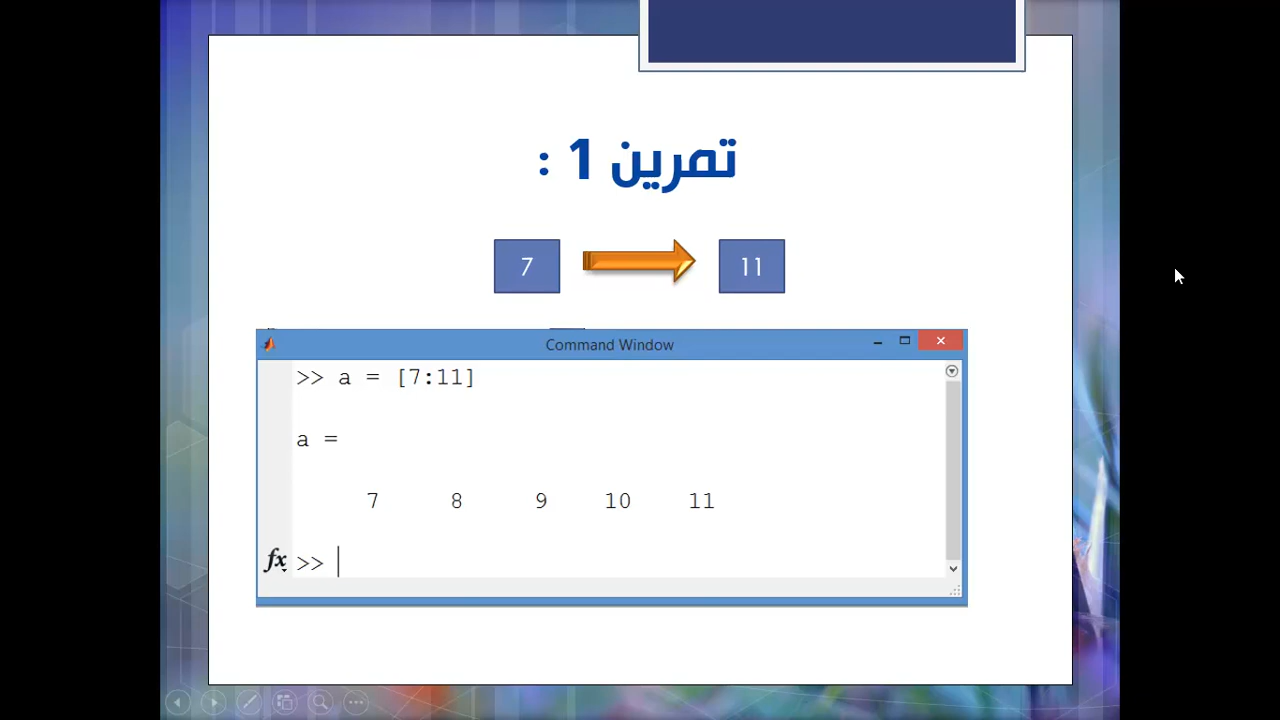 تمرين 1 :
7 11
Command Window
>> a = [7:11]
a =
7 8 9 10 11
fx >>